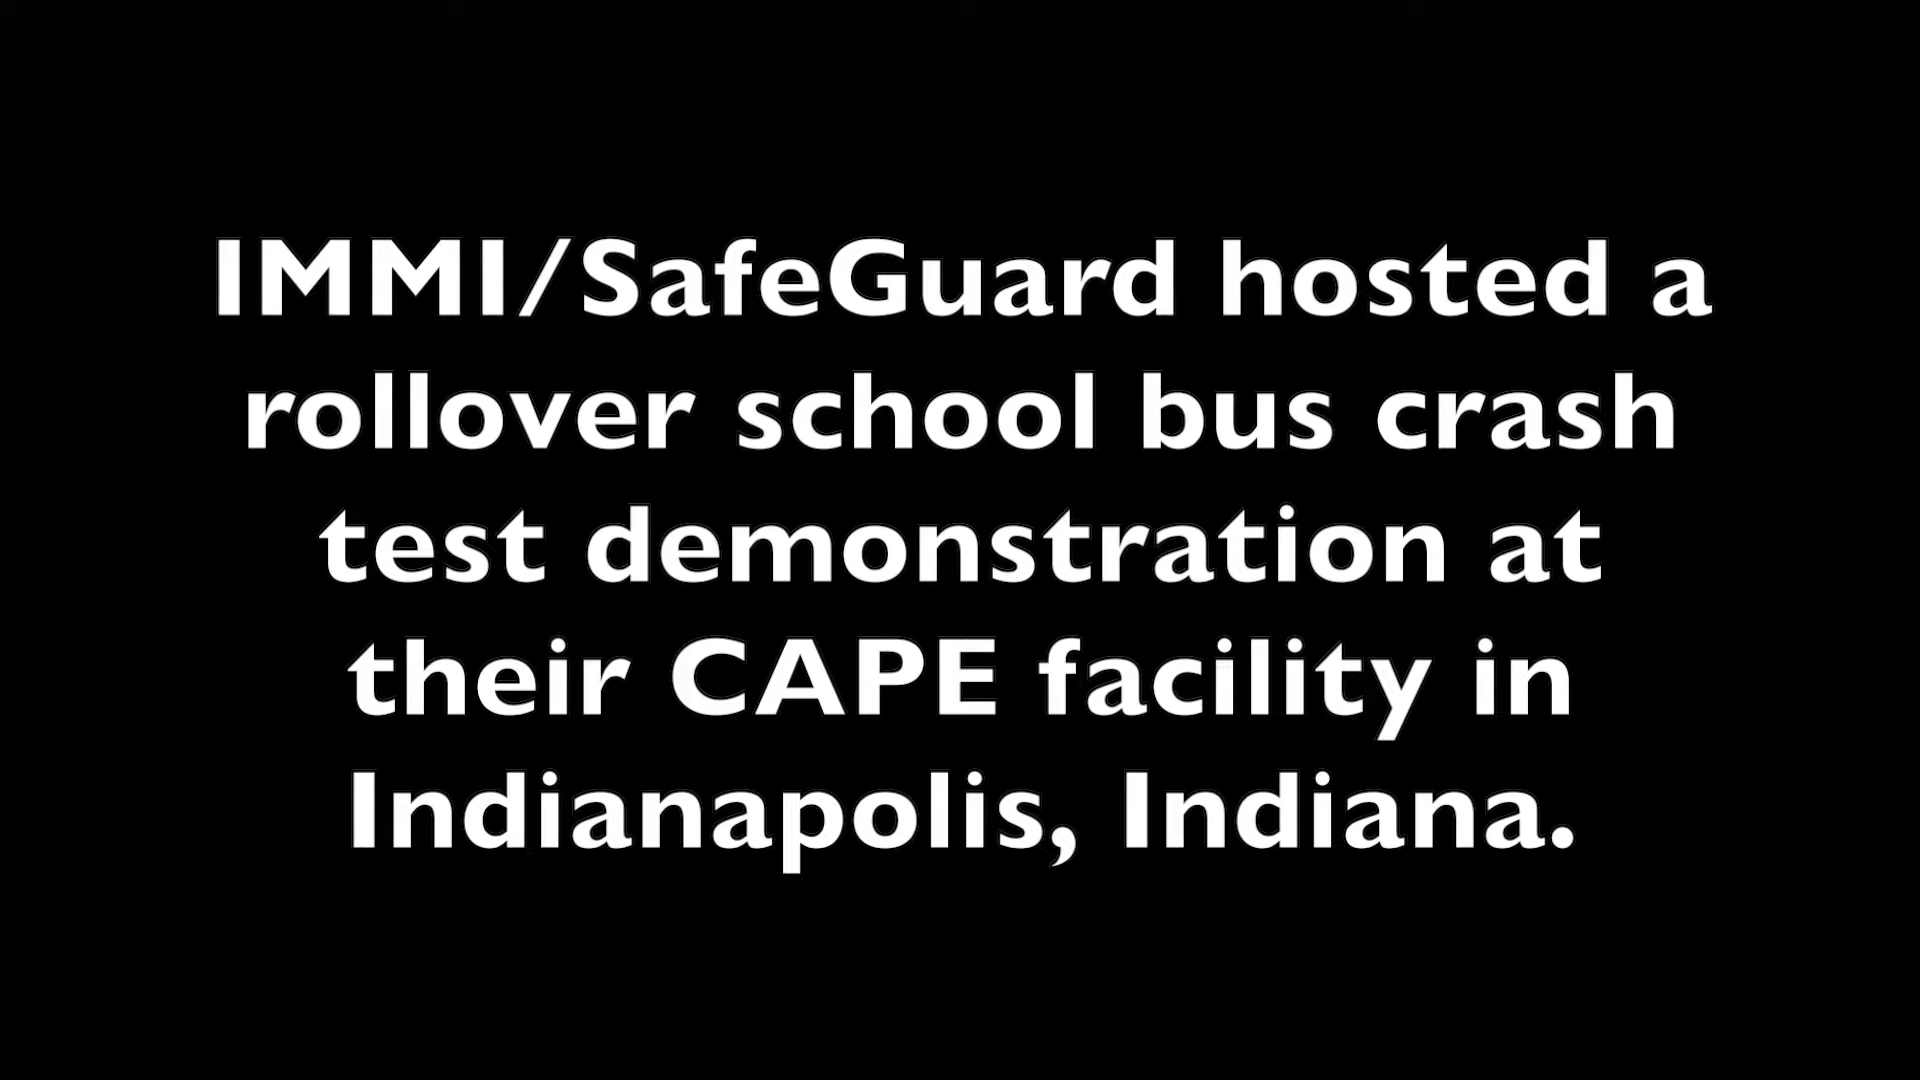 IMMI/SafeGuard hosted a
rollover school bus crash
test demonstration at
their CAPE facility in
Indianapolis, Indiana.